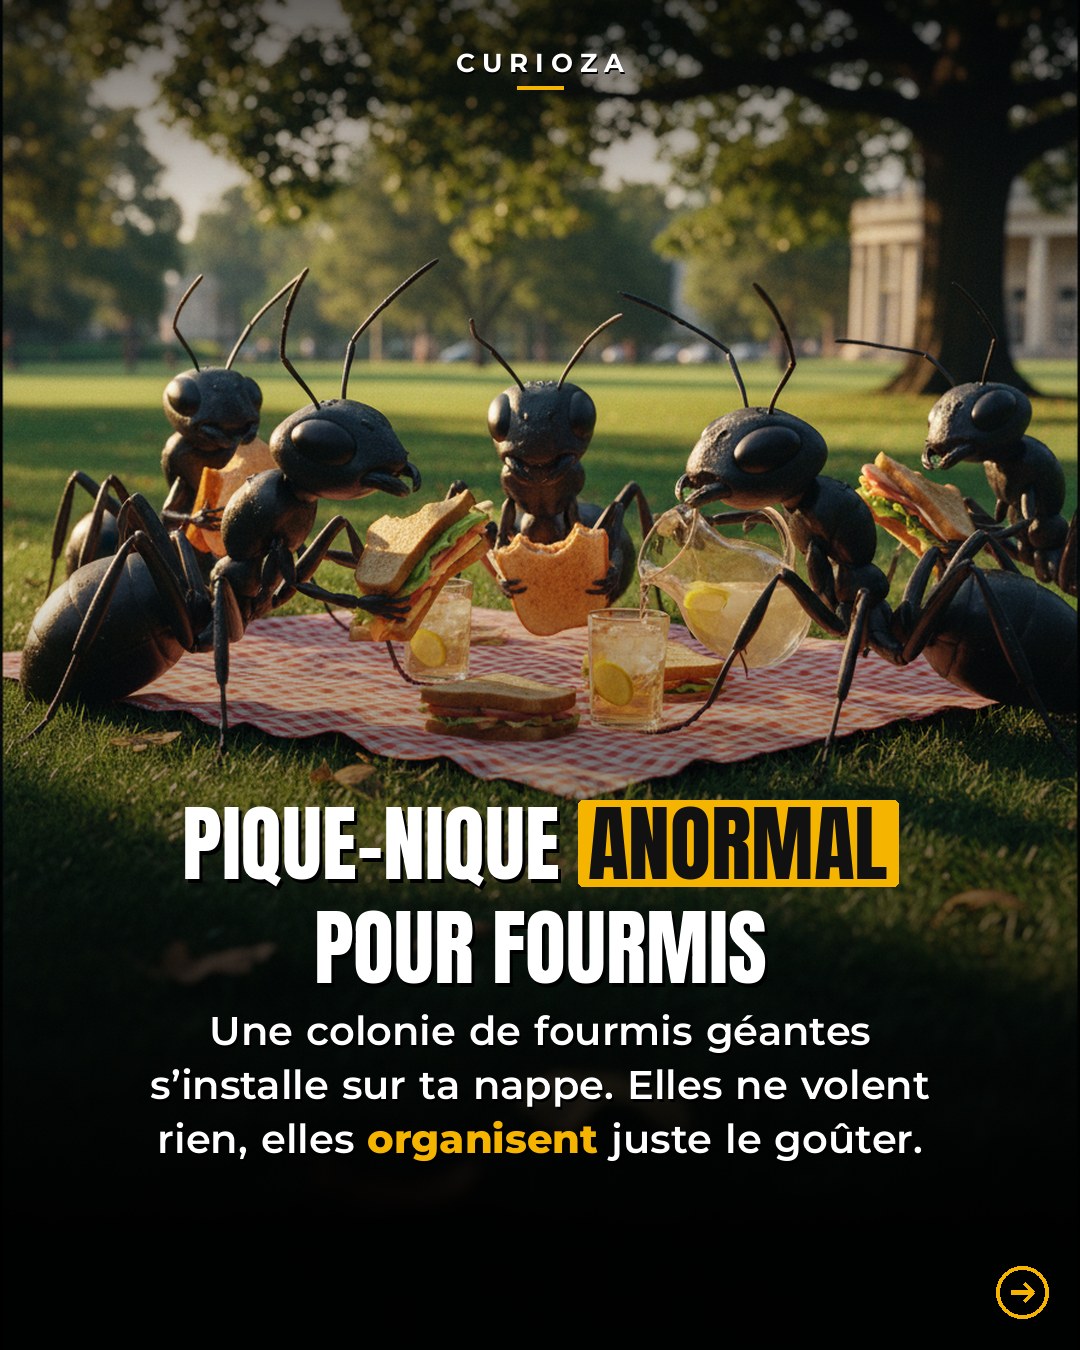 CURIOZA
PIQUE-NIQUE ANORMAL
POUR FOURMIS
Une colonie de fourmis géantes
s’installe sur ta nappe. Elles ne volent
rien, elles organisent juste le goûter.